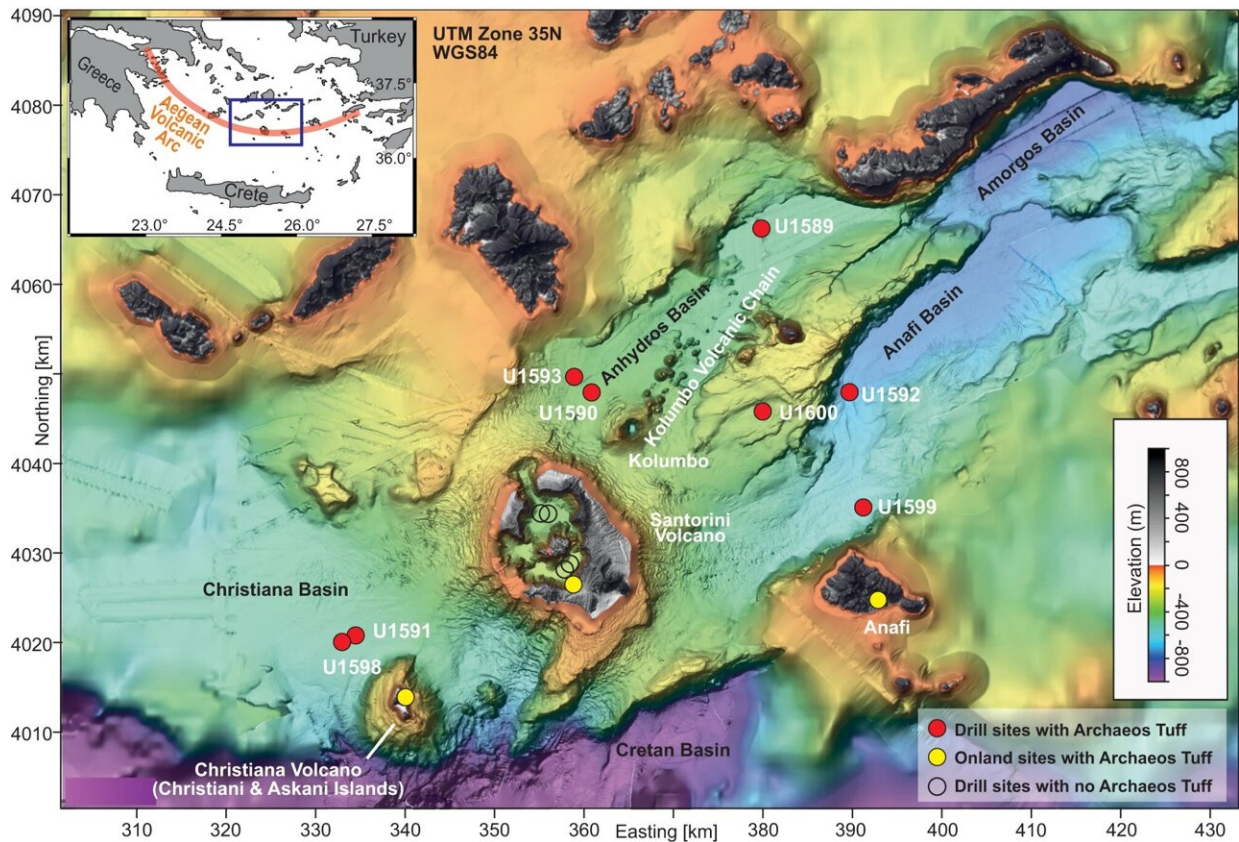 4090
4080
4070
4060
4050
4040
4030
4020
4010
Northing [km]
Greece
Turkey
Aegean
Volcanic
Arc
Crete
37.5°
36.0°
23.0°
24.5°
26.0°
27.5°
UTM Zone 35N
WGS84
Amorgos Basin
U1589
Anhydros Basin
Kolumbo Volcanic Chain
Anafi Basin
U1593
U1590
U1592
U1600
Kolumbo
U1599
Santorini
Volcano
Christiana Basin
U1591
U1598
Anafi
Cretan Basin
Christiana Volcano
(Christiani & Askani Islands)
Elevation (m)
800
400
0
-400
-800
Drill sites with Archaeos Tuff
Onland sites with Archaeos Tuff
Drill sites with no Archaeos Tuff
310
320
330
340
350
360
Easting [km]
380
390
400
410
420
430